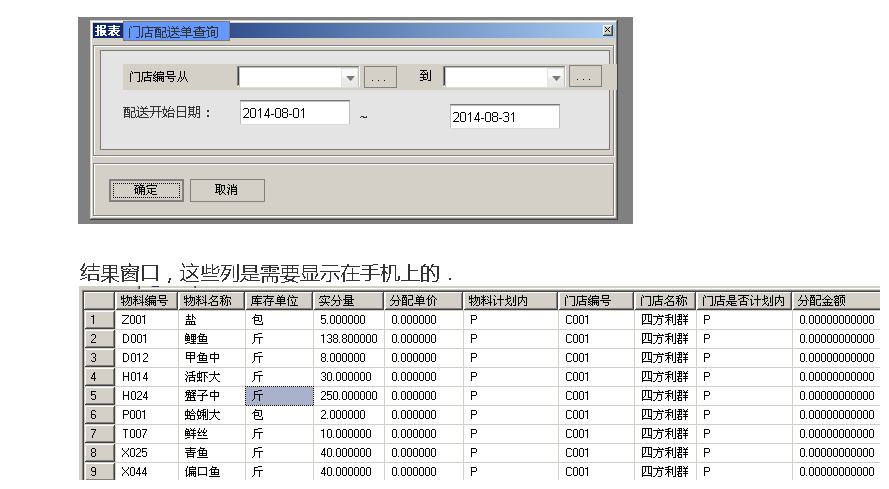 报表 门店配送单查询
门店编号从 ... 到 ...
配送开始日期： 2014-08-01 ~ 2014-08-31
确定 取消
结果窗口，这些列是需要显示在手机上的．
物料编号 物料名称 库存单位 实分量 分配单价 物料计划内 门店编号 门店名称 门店是否计划内 分配金额
1 Z001 盐 包 5.000000 0.000000 P C001 四方利群 P 0.00000000000
2 D001 鲤鱼 斤 138.800000 0.000000 P C001 四方利群 P 0.00000000000
3 D012 甲鱼中 斤 8.000000 0.000000 P C001 四方利群 P 0.00000000000
4 H014 活虾大 斤 30.000000 0.000000 P C001 四方利群 P 0.00000000000
5 H024 蟹子中 斤 250.000000 0.000000 P C001 四方利群 P 0.00000000000
6 P001 蛤蜊大 包 2.000000 0.000000 P C001 四方利群 P 0.00000000000
7 T007 鲜丝 斤 10.000000 0.000000 P C001 四方利群 P 0.00000000000
8 X025 青鱼 斤 40.000000 0.000000 P C001 四方利群 P 0.00000000000
9 X044 偏口鱼 斤 40.000000 0.000000 P C001 四方利群 P 0.00000000000